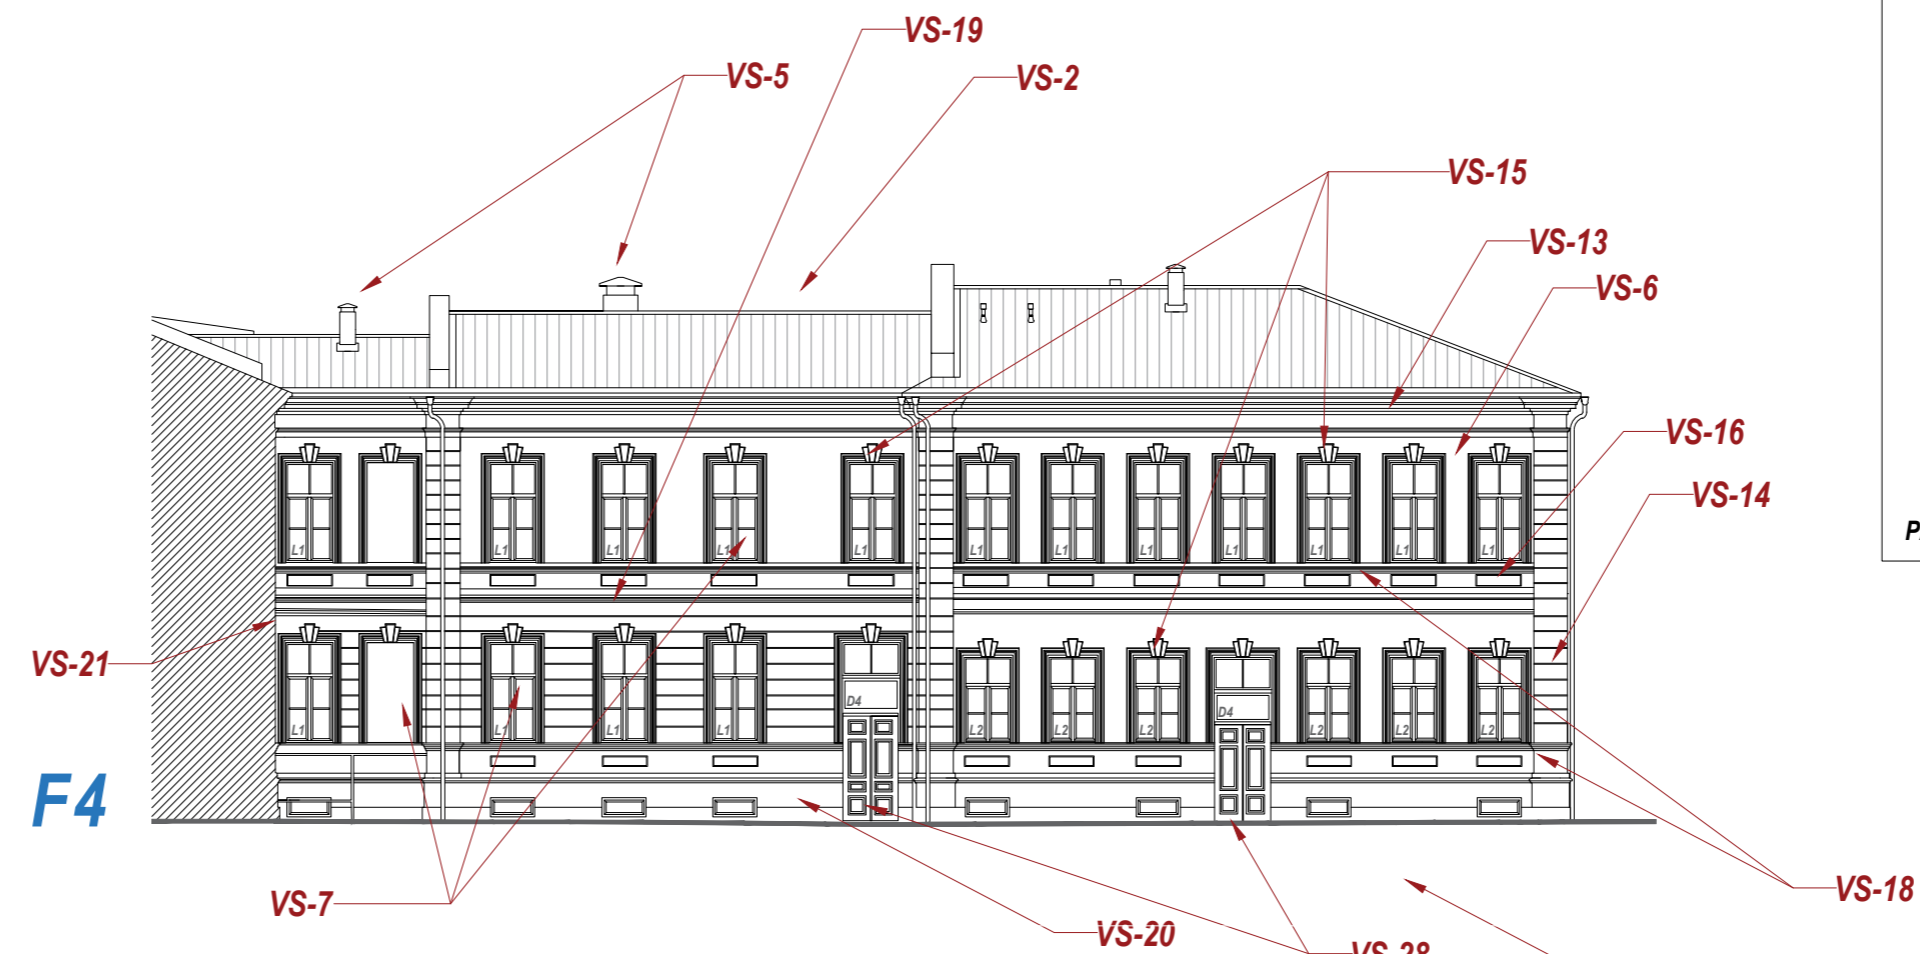 VS-19
VS-5
VS-2
VS-15
VS-13
VS-6
VS-16
VS-14
L1 L1 L1 L1 L1 L1 L1 L1 L1 L1 L1 L1
VS-21
D4
D4
L1 L1 L1 L1 L2 L2 L2 L2 L2 L2
F4
VS-7
VS-18
VS-20
VS-28